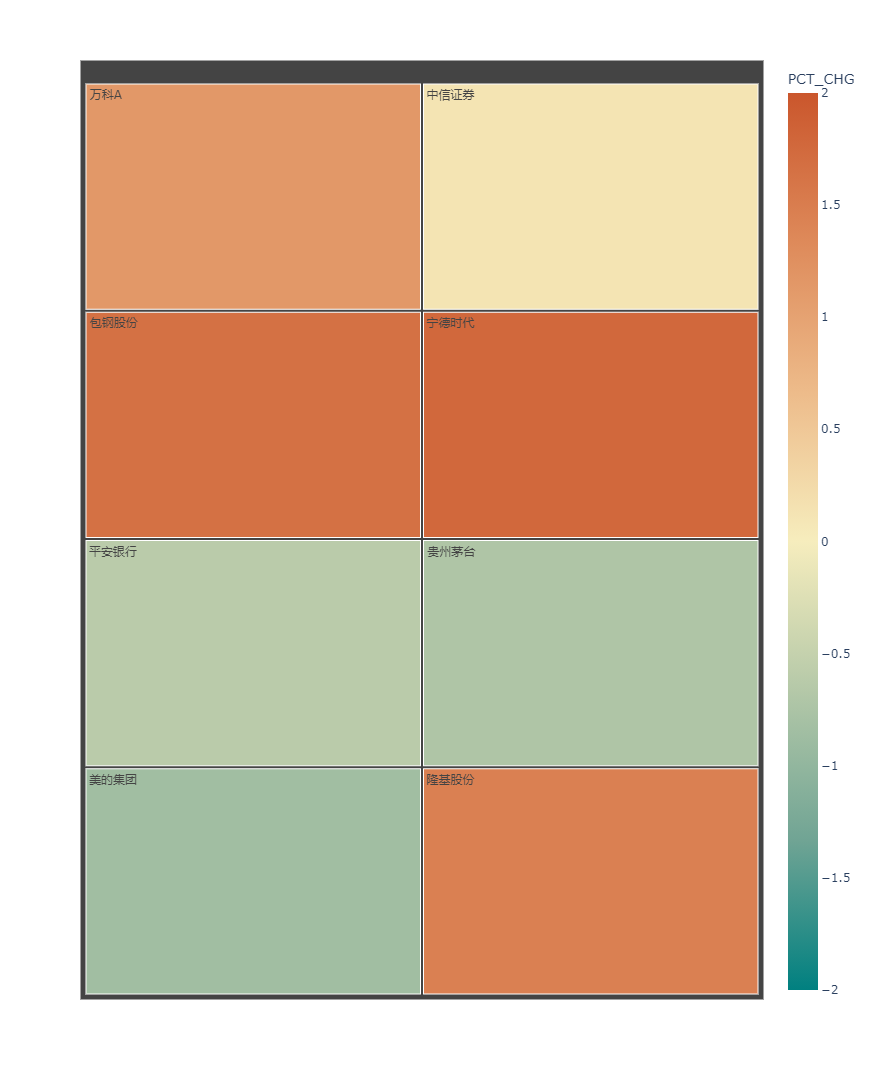 万科A
中信证券
包钢股份
宁德时代
平安银行
贵州茅台
美的集团
隆基股份
PCT_CHG
2
1.5
1
0.5
0
−0.5
−1
−1.5
−2